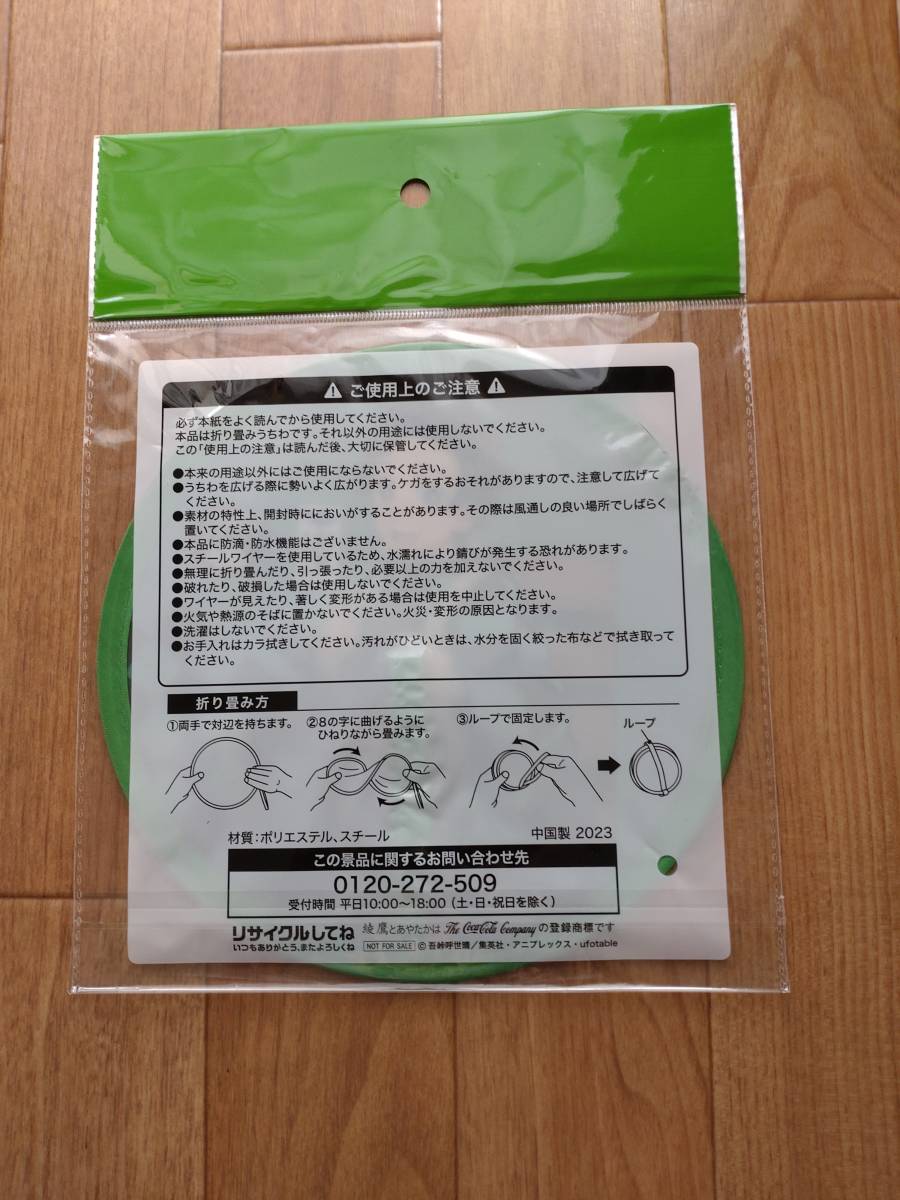 ⚠ ご使用上のご注意 ⚠
必ず本紙をよく読んでから使用してください。
本品は折り畳みうちわです。それ以外の用途には使用しないでください。
この「使用上の注意」は読んだ後、大切に保管してください。
●本来の用途以外にはご使用にならないでください。
●うちわを広げる際に勢いよく広がります。ケガをするおそれがありますので、注意して広げて
ください。
●素材の特性上、開封時ににおいがすることがあります。その際は風通しの良い場所でしばらく
置いてください。
●本品に防滴・防水機能はございません。
●スチールワイヤーを使用しているため、水濡れにより錆びが発生する恐れがあります。
●無理に折り畳んだり、引っ張ったり、必要以上の力を加えないでください。
●破れたり、破損した場合は使用しないでください。
●ワイヤーが見えたり、著しく変形がある場合は使用を中止してください。
●火気や熱源のそばに置かないでください。火災・変形の原因となります。
●洗濯はしないでください。
●お手入れはカラ拭きしてください。汚れがひどいときは、水分を固く絞った布などで拭き取って
ください。
折り畳み方
①両手で対辺を持ちます。 ②8の字に曲げるように ③ループで固定します。 ループ
ひねりながら畳みます。
材質:ポリエステル、スチール 中国製 2023
この景品に関するお問い合わせ先
0120-272-509
受付時間 平日10:00〜18:00(土・日・祝日を除く)
リサイクルしてね 綾鷹とあやたかは The Coca-Cola Company の登録商標です
いつもありがとう、またよろしくね NOT FOR SALE ©吾峠呼世晴/集英社・アニプレックス・ufotable